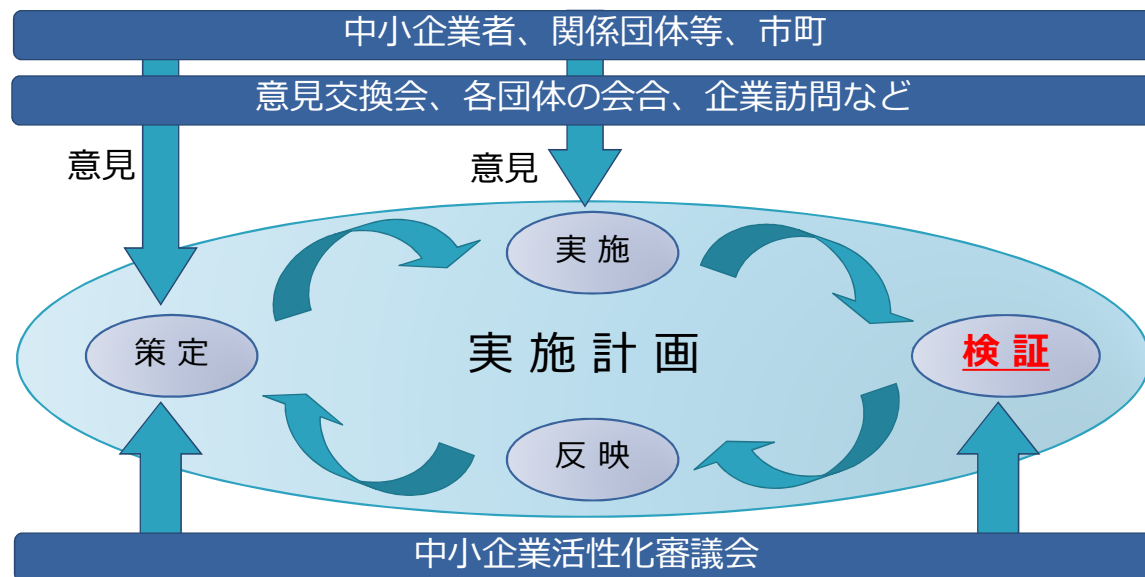 中小企業者、関係団体等、市町
意見交換会、各団体の会合、企業訪問など
意見
意見
実 施
策 定
実 施 計 画
検 証
反 映
中小企業活性化審議会